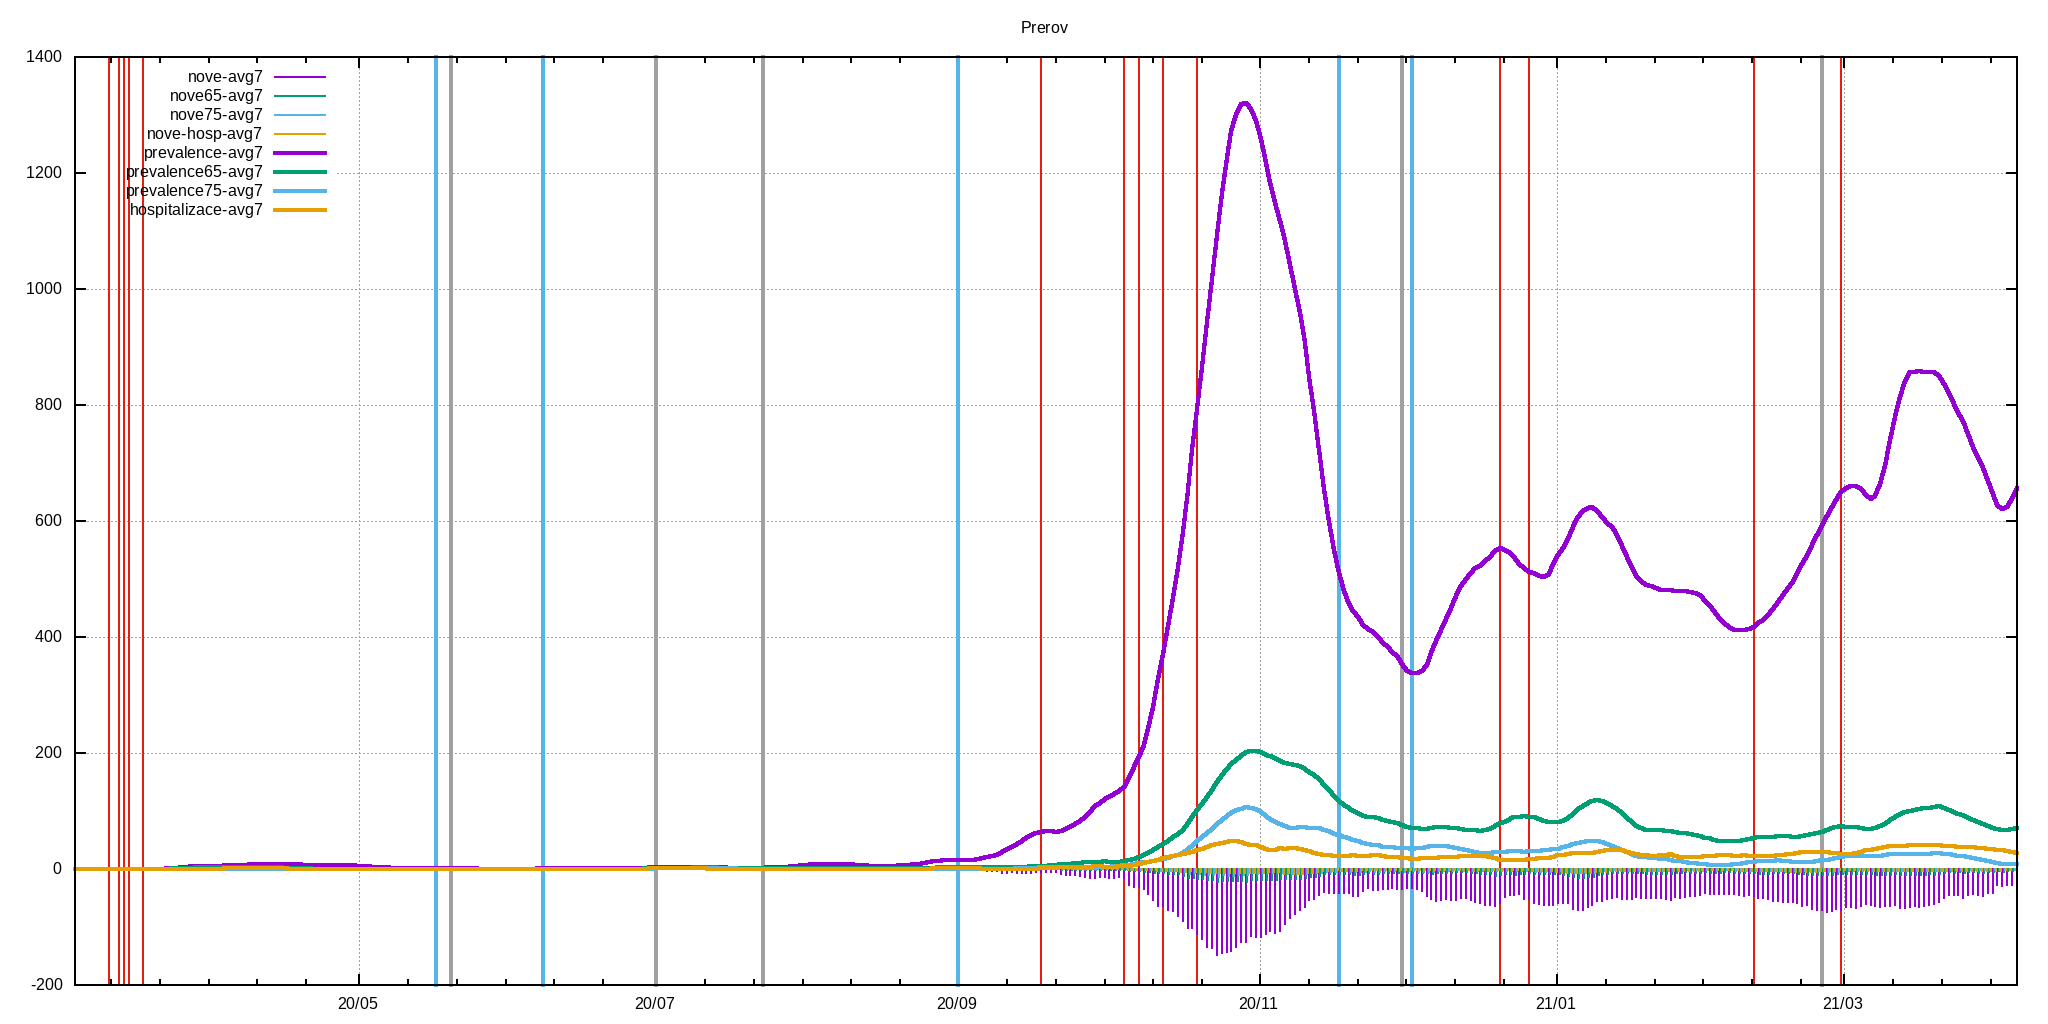 Prerov
1400
1200
1000
800
600
400
200
0
-200
nove-avg7
nove65-avg7
nove75-avg7
nove-hosp-avg7
prevalence-avg7
prevalence65-avg7
prevalence75-avg7
hospitalizace-avg7
20/05
20/07
20/09
20/11
21/01
21/03